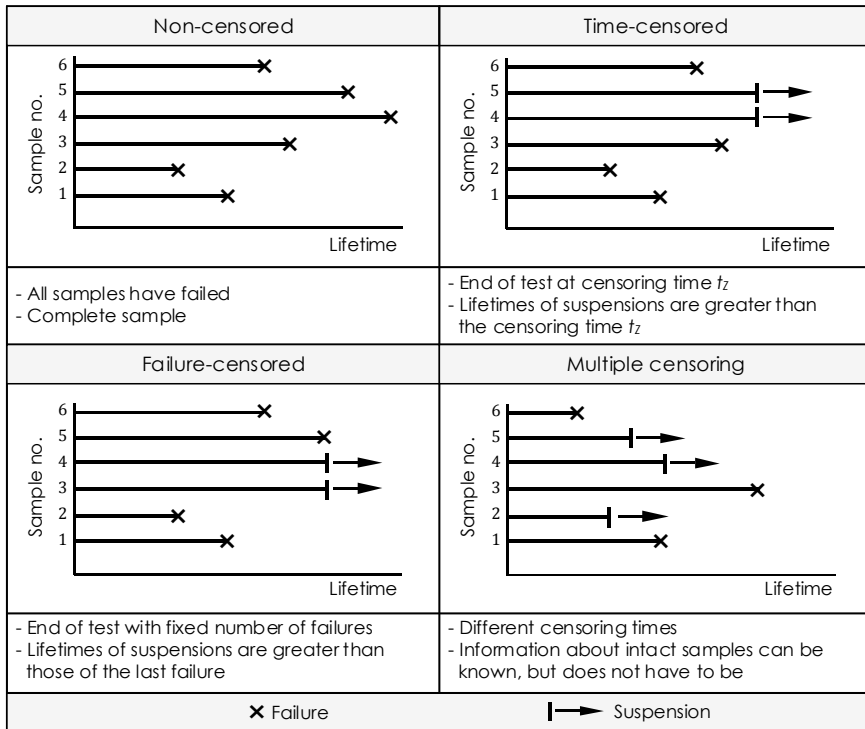 Non-censored
Time-censored
Sample no.
6
5
4
3
2
1
Lifetime
Sample no.
6
5
4
3
2
1
Lifetime
- All samples have failed
- Complete sample
- End of test at censoring time tz
- Lifetimes of suspensions are greater than
the censoring time tz
Failure-censored
Multiple censoring
Sample no.
6
5
4
3
2
1
Lifetime
Sample no.
6
5
4
3
2
1
Lifetime
- End of test with fixed number of failures
- Lifetimes of suspensions are greater than
those of the last failure
- Different censoring times
- Information about intact samples can be
known, but does not have to be
Failure
Suspension